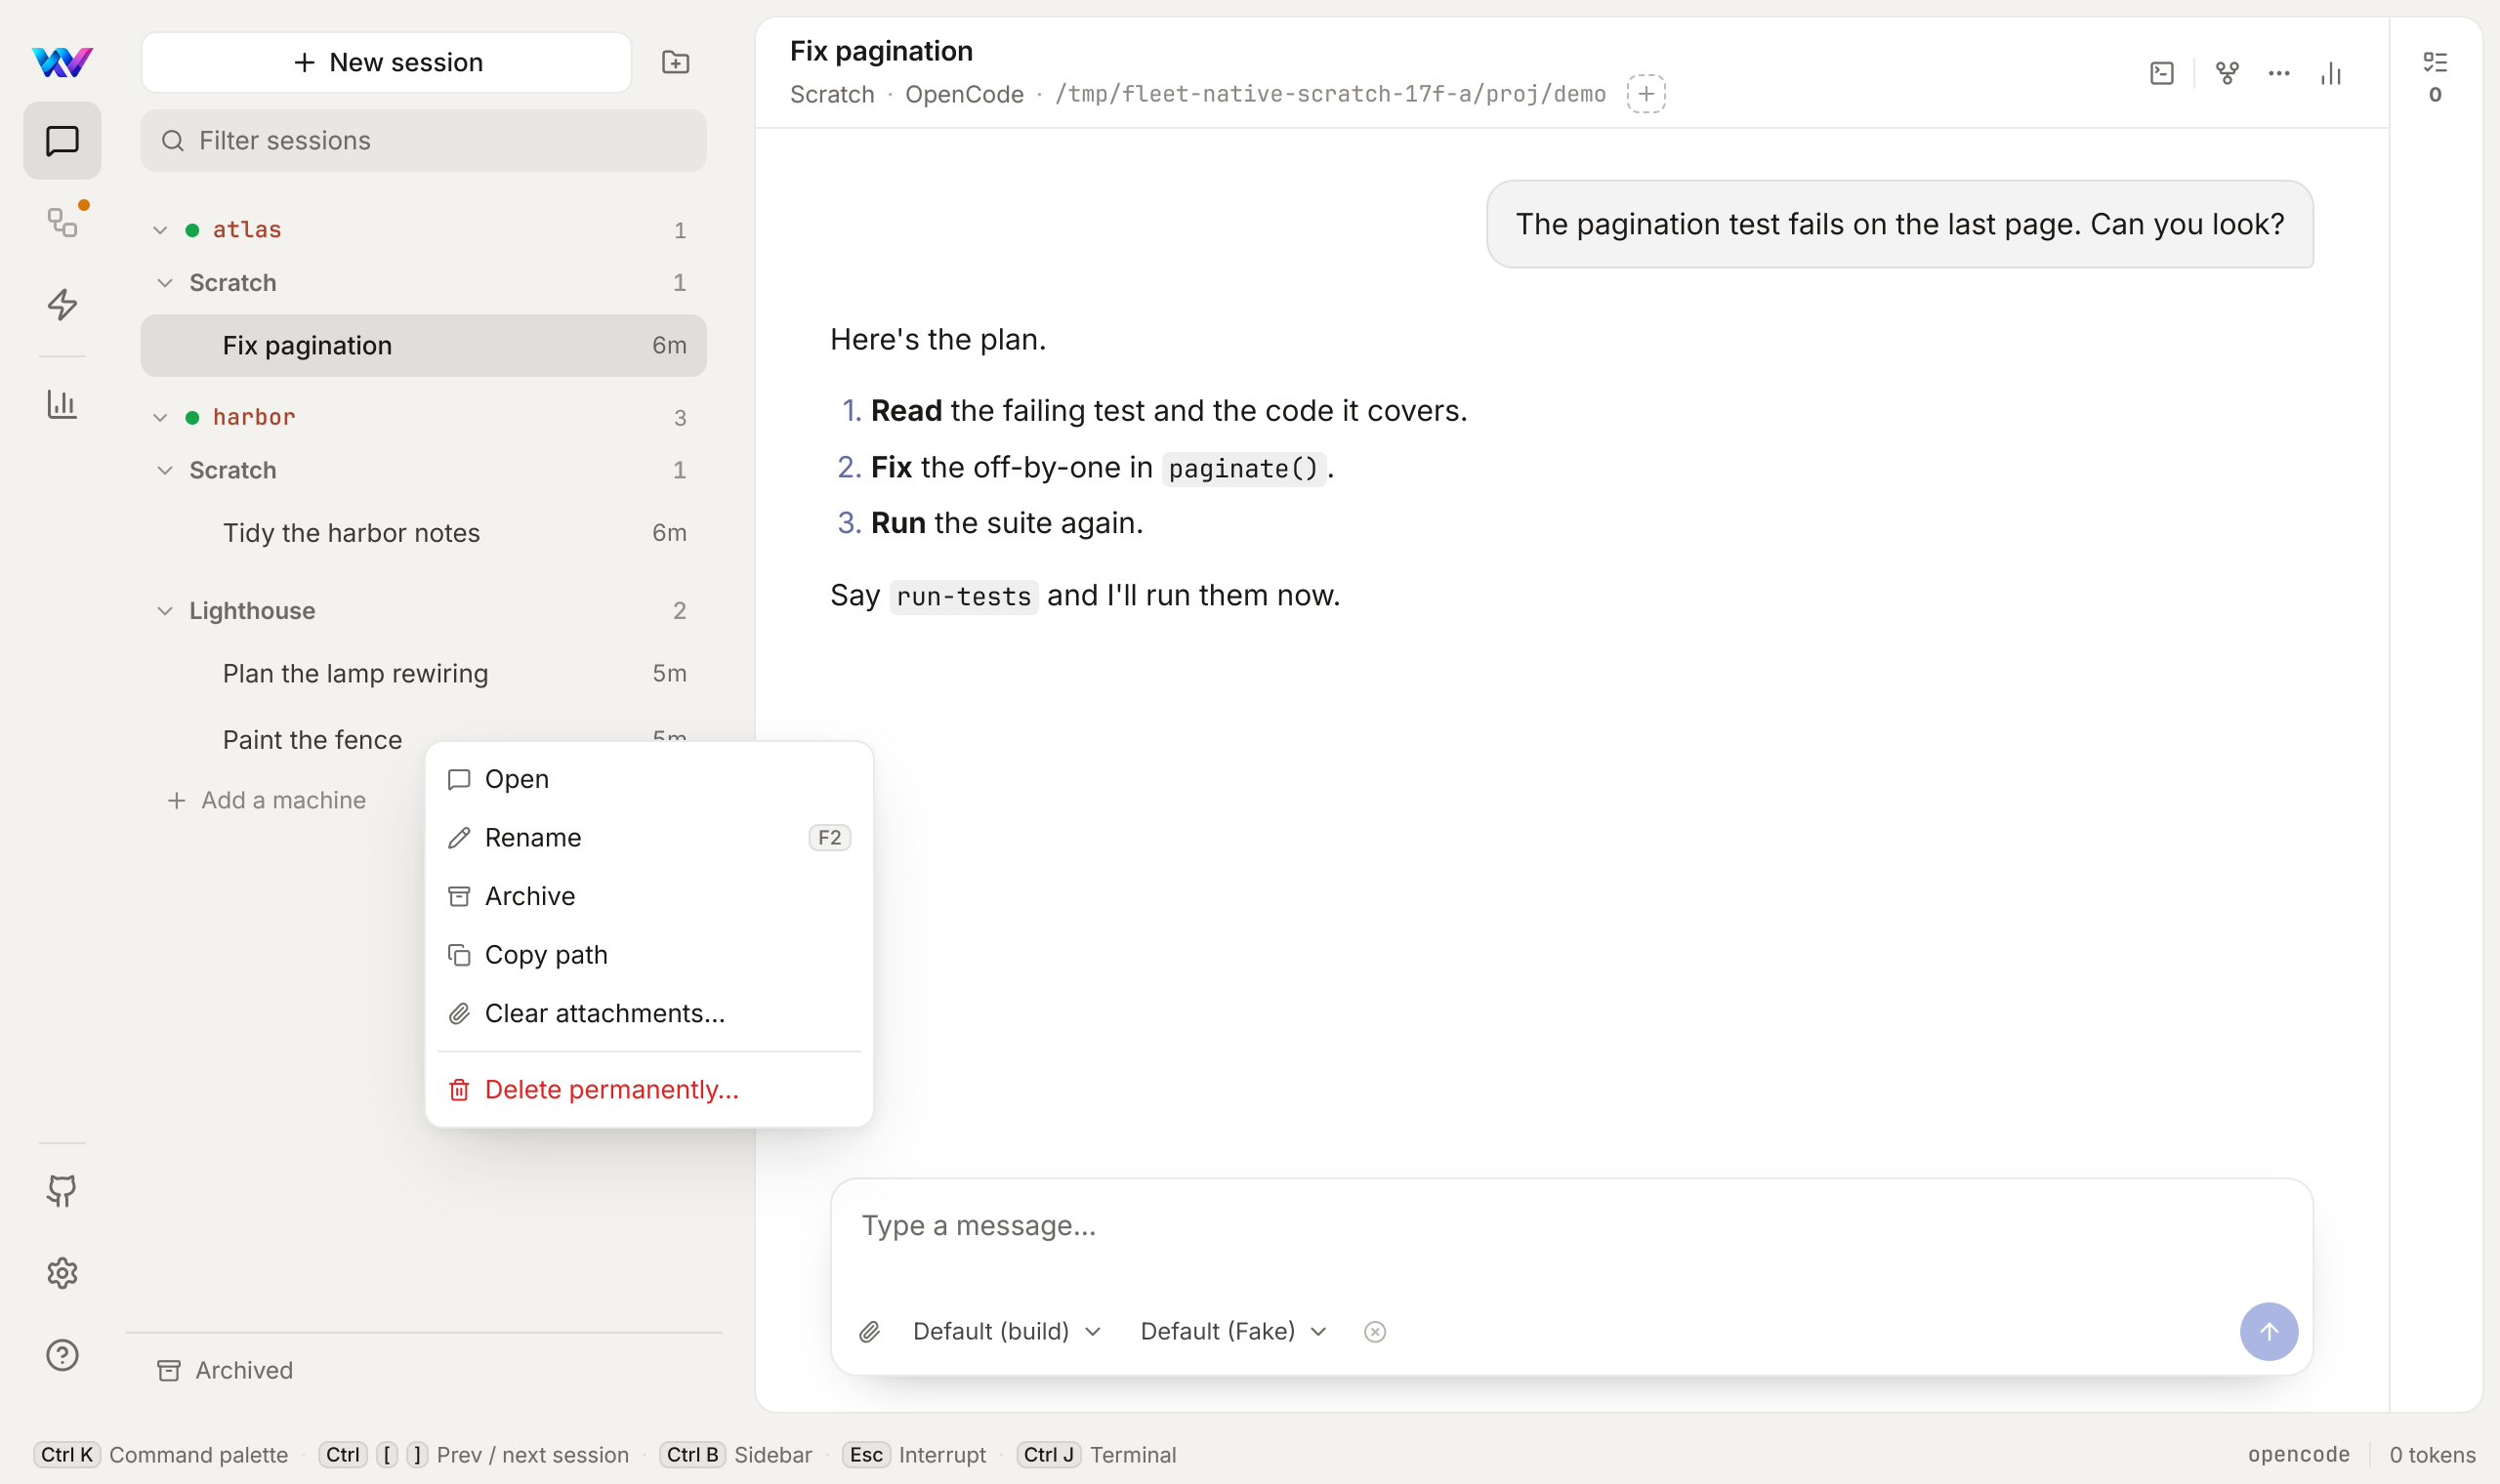 New session
Filter sessions
atlas 1
Scratch 1
Fix pagination 6m
harbor 3
Scratch 1
Tidy the harbor notes 6m
Lighthouse 2
Plan the lamp rewiring 5m
Paint the fence 5m
Add a machine
Open
Rename F2
Archive
Copy path
Clear attachments...
Delete permanently...
Archived
Fix pagination
Scratch · OpenCode · /tmp/fleet-native-scratch-17f-a/proj/demo
0
The pagination test fails on the last page. Can you look?
Here's the plan.
1. Read the failing test and the code it covers.
2. Fix the off-by-one in paginate().
3. Run the suite again.
Say run-tests and I'll run them now.
Type a message...
Default (build) Default (Fake)
Ctrl K Command palette · Ctrl [ ] Prev / next session · Ctrl B Sidebar · Esc Interrupt · Ctrl J Terminal
opencode 0 tokens